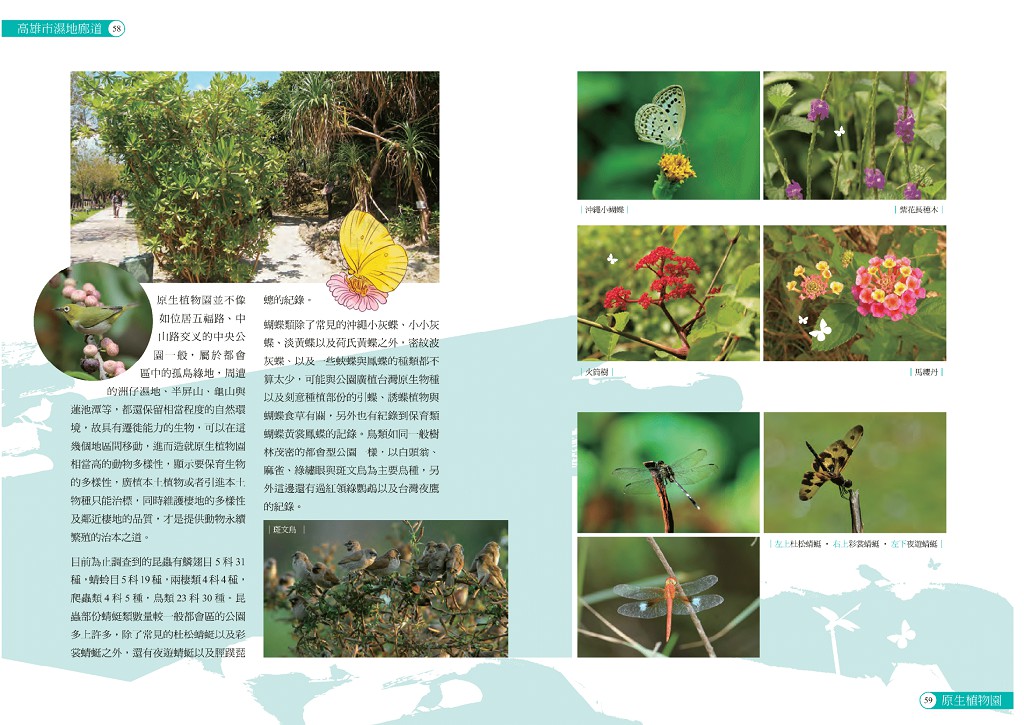 高雄市濕地廊道 58
原生植物園並不像
如位居五福路、中
山路交叉的中央公
園一般，屬於都會
區中的孤島綠地，周遭
的洲仔濕地、半屏山、龜山與
蓮池潭等，都還保留相當程度的自然環
境，故具有遷徙能力的生物，可以在這
幾個地區間移動，進而造就原生植物園
相當高的動物多樣性，顯示要保育生物
的多樣性，廣植本土植物或者引進本土
物種只能治標，同時維護棲地的多樣性
及鄰近棲地的品質，才是提供動物永續
繁殖的治本之道。
目前為止調查到的昆蟲有鱗翅目 5 科 31
種，蜻蛉目 5 科 19 種，兩棲類 4 科 4 種，
爬蟲類 4 科 5 種，鳥類 23 科 30 種。昆
蟲部份蜻蜓類數量較一般都會區的公園
多上許多，除了常見的杜松蜻蜓以及彩
裳蜻蜓之外，還有夜遊蜻蜓以及脛蹼琵
蟌的紀錄。
蝴蝶類除了常見的沖繩小灰蝶、小小灰
蝶、淡黃蝶以及荷氏黃蝶之外，密紋波
灰蝶、以及一些蛺蝶與鳳蝶的種類都不
算太少，可能與公園廣植台灣原生物種
以及刻意種植部份的引蝶、誘蝶植物與
蝴蝶食草有關，另外也有紀錄到保育類
蝴蝶黃裳鳳蝶的記錄。鳥類如同一般樹
林茂密的都會型公園　樣，以白頭翁、
麻雀、綠繡眼與斑文鳥為主要鳥種，另
外這邊還有過紅領綠鸚鵡以及台灣夜鷹
的紀錄。
| 斑文鳥 |
| 沖繩小蝴蝶 |
| 紫花長穗木 |
| 火筒樹 |
| 馬纓丹 |
| 左上杜松蜻蜓 • 右上彩裳蜻蜓 • 左下夜遊蜻蜓 |
59 原生植物園